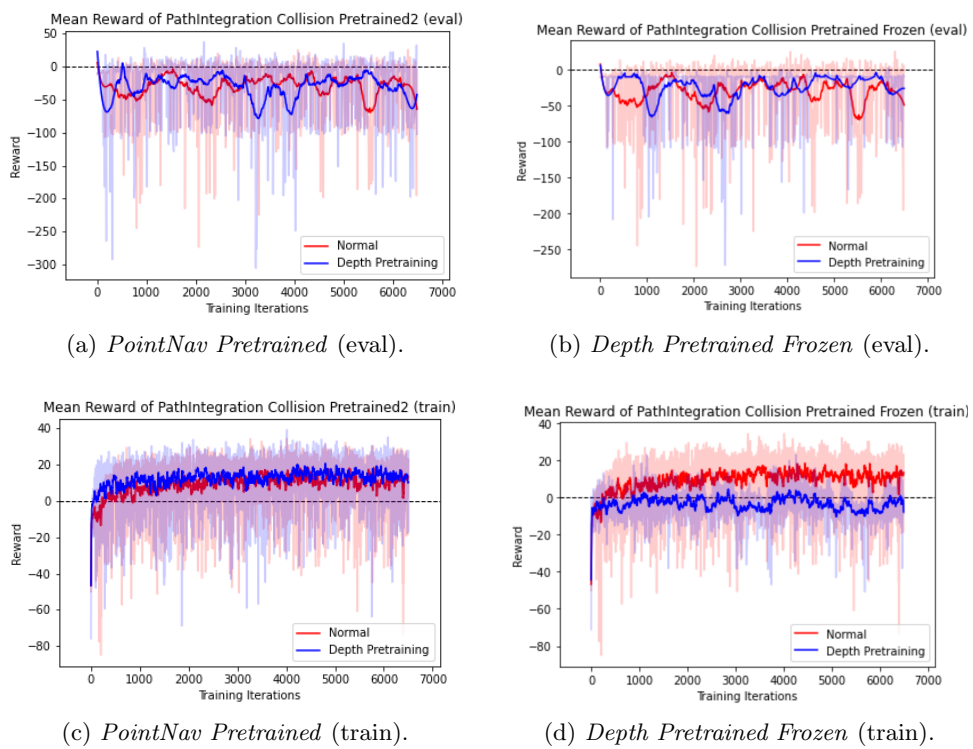 Mean Reward of PathIntegration Collision Pretrained2 (eval)
50
0
−50
−100
−150
−200
−250
−300
Reward
0 1000 2000 3000 4000 5000 6000 7000
Training Iterations
Normal
Depth Pretraining
(a) PointNav Pretrained (eval).
Mean Reward of PathIntegration Collision Pretrained Frozen (eval)
0
−50
−100
−150
−200
−250
Reward
0 1000 2000 3000 4000 5000 6000 7000
Training Iterations
Normal
Depth Pretraining
(b) Depth Pretrained Frozen (eval).
Mean Reward of PathIntegration Collision Pretrained2 (train)
40
20
0
−20
−40
−60
−80
Reward
0 1000 2000 3000 4000 5000 6000 7000
Training Iterations
Normal
Depth Pretraining
(c) PointNav Pretrained (train).
Mean Reward of PathIntegration Collision Pretrained Frozen (train)
40
20
0
−20
−40
−60
−80
Reward
0 1000 2000 3000 4000 5000 6000 7000
Training Iterations
Normal
Depth Pretraining
(d) Depth Pretrained Frozen (train).